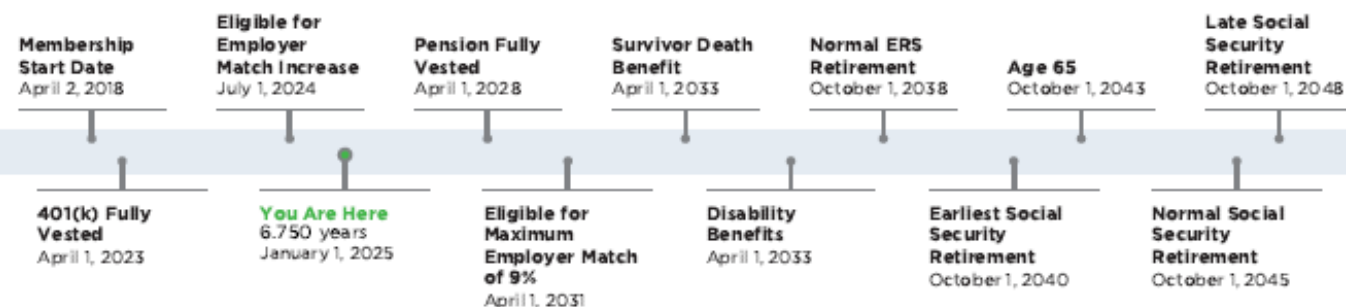 Membership
Start Date
April 2, 2018
Eligible for
Employer
Match Increase
July 1, 2024
Pension Fully
Vested
April 1, 2028
Survivor Death
Benefit
April 1, 2033
Normal ERS
Retirement
October 1, 2038
Age 65
October 1, 2043
Late Social
Security
Retirement
October 1, 2048
401(k) Fully
Vested
April 1, 2023
You Are Here
6.750 years
January 1, 2025
Eligible for
Maximum
Employer Match
of 9%
April 1, 2031
Disability
Benefits
April 1, 2033
Earliest Social
Security
Retirement
October 1, 2040
Normal Social
Security
Retirement
October 1, 2045